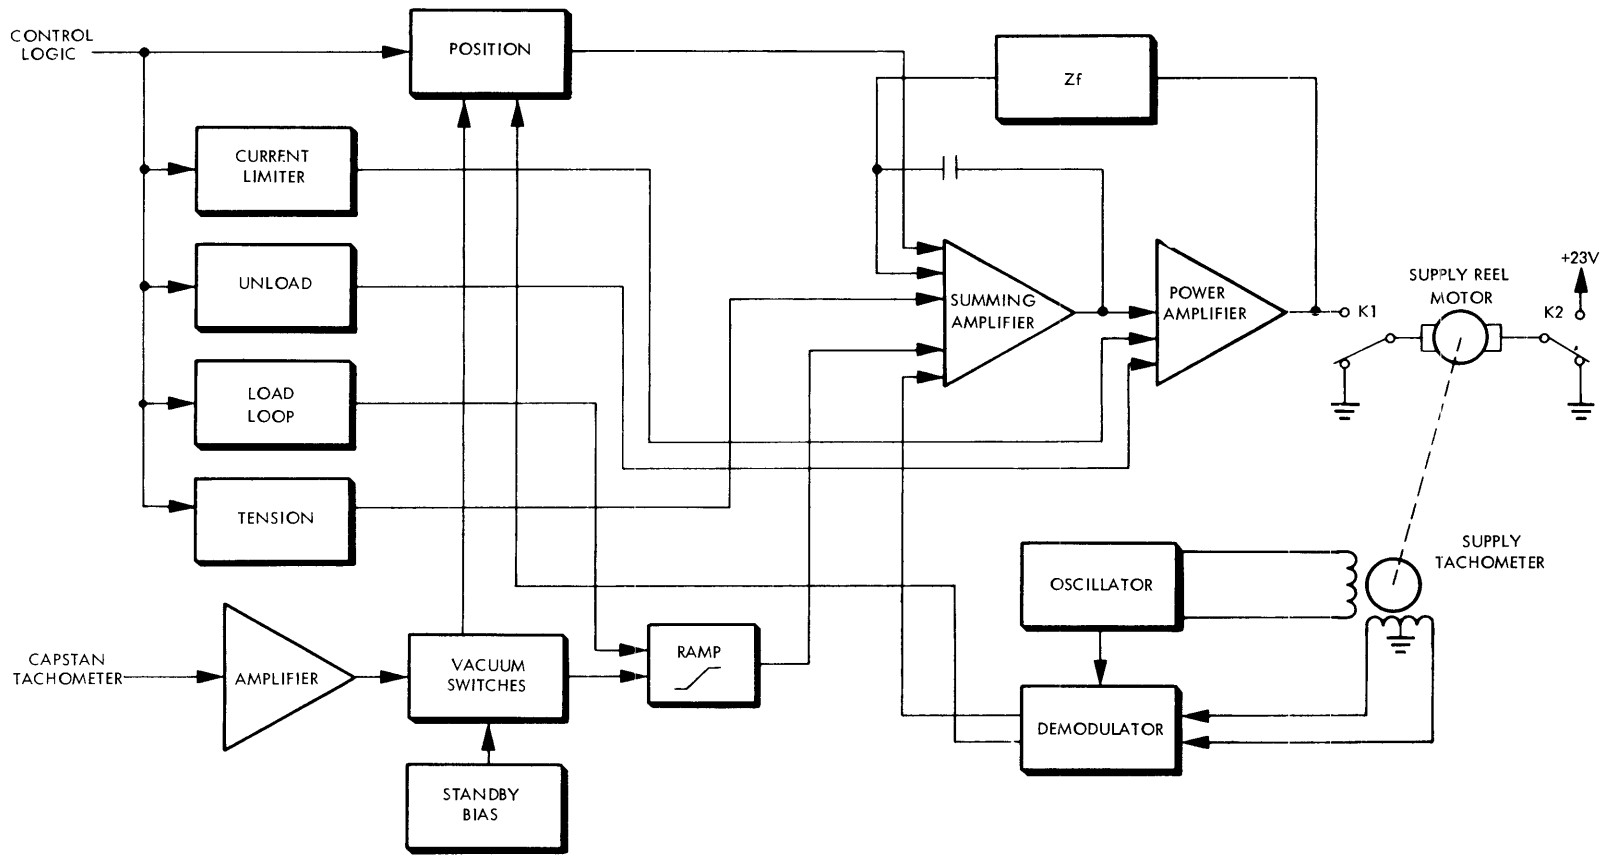 CONTROL
LOGIC
POSITION
Zf
CURRENT
LIMITER
UNLOAD
LOAD
LOOP
TENSION
SUMMING
AMPLIFIER
POWER
AMPLIFIER
K1
SUPPLY REEL
MOTOR
K2
+23V
SUPPLY
TACHOMETER
OSCILLATOR
DEMODULATOR
CAPSTAN
TACHOMETER
AMPLIFIER
VACUUM
SWITCHES
RAMP
STANDBY
BIAS